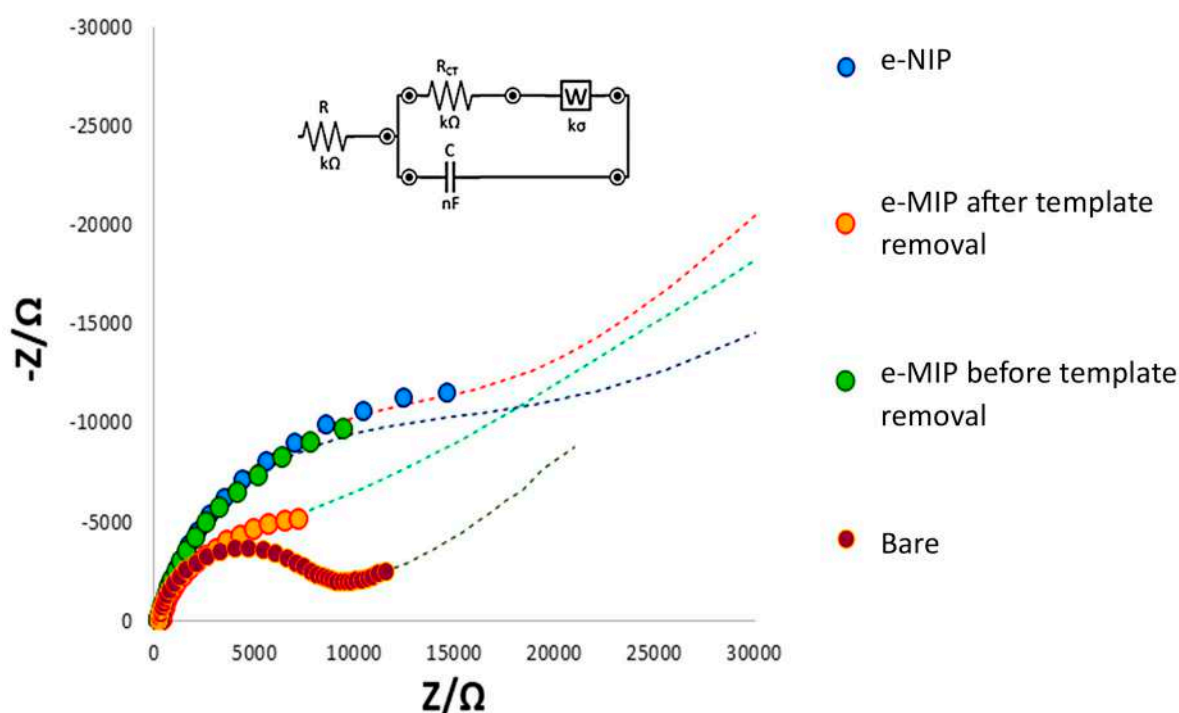 -30000
-25000
-20000
-15000
-10000
-5000
0
-Z/Ω
0 5000 10000 15000 20000 25000 30000
Z/Ω
R
kΩ
RCT
kΩ
W
kσ
C
nF
e-NIP
e-MIP after template
removal
e-MIP before template
removal
Bare